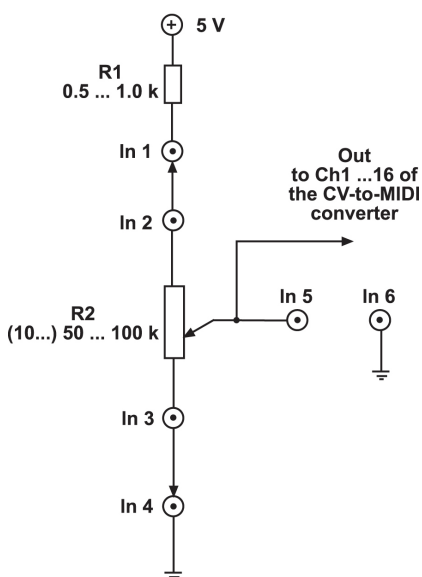 5 V
R1
0.5 ... 1.0 k
In 1
Out
to Ch1 ...16 of
the CV-to-MIDI
converter
In 2
In 5
In 6
R2
(10...) 50 ... 100 k
In 3
In 4